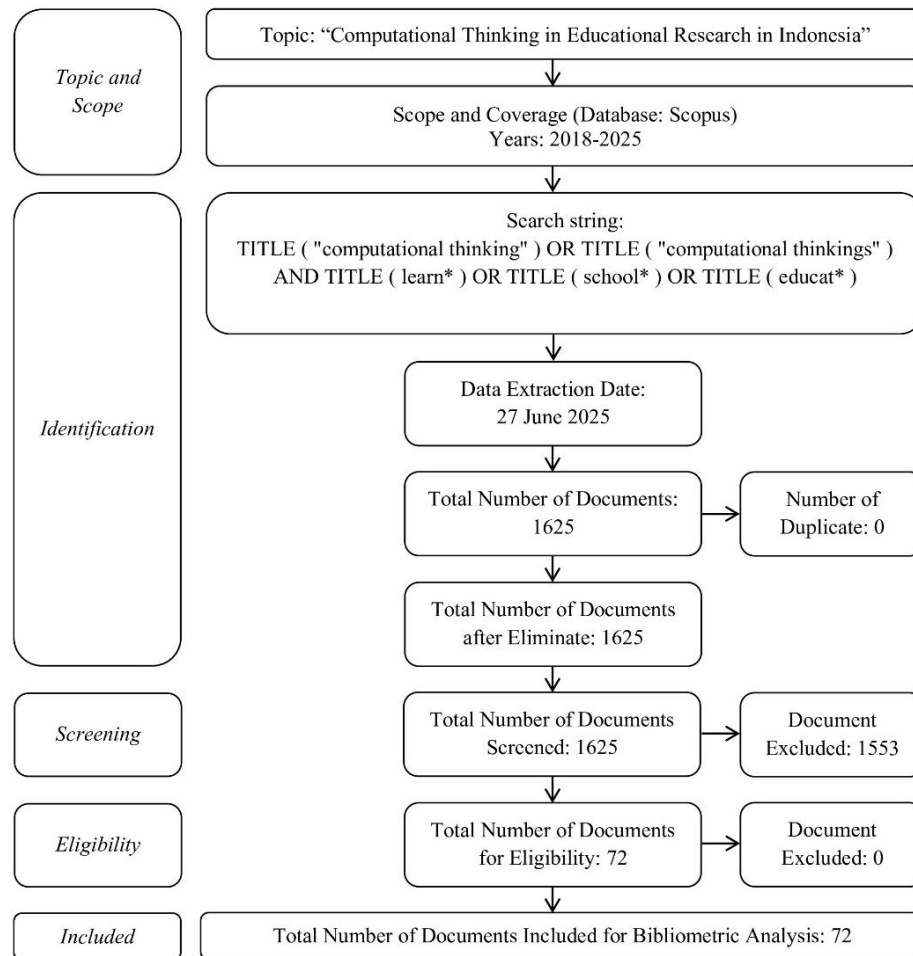 Topic and
Scope
Topic: “Computational Thinking in Educational Research in Indonesia”
Scope and Coverage (Database: Scopus)
Years: 2018-2025
Identification
Search string:
TITLE ( "computational thinking" ) OR TITLE ( "computational thinkings" )
AND TITLE ( learn* ) OR TITLE ( school* ) OR TITLE ( educat* )
Data Extraction Date:
27 June 2025
Total Number of Documents:
1625
Number of
Duplicate: 0
Total Number of Documents
after Eliminate: 1625
Screening
Total Number of Documents
Screened: 1625
Document
Excluded: 1553
Eligibility
Total Number of Documents
for Eligibility: 72
Document
Excluded: 0
Included
Total Number of Documents Included for Bibliometric Analysis: 72